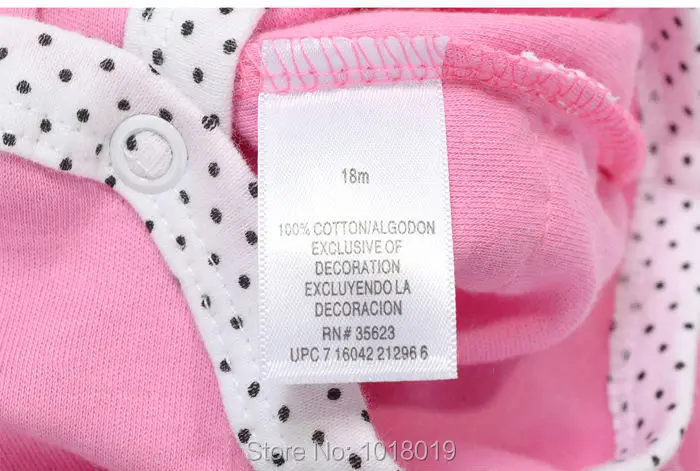 18m
100% COTTON/ALGODON
EXCLUSIVE OF
DECORATION
EXCLUYENDO LA
DECORACION
RN# 35623
UPC 7 16042 21296 6
Store No: 1018019